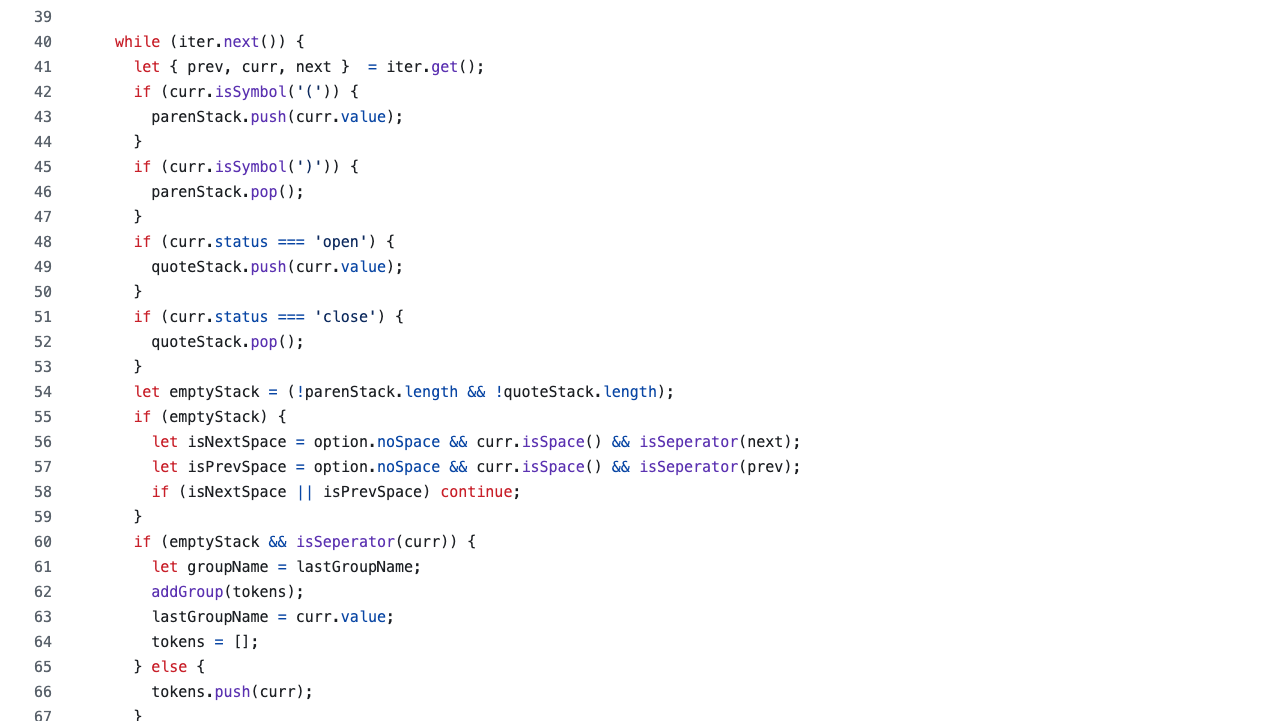 39
40 while (iter.next()) {
41 let { prev, curr, next }  = iter.get();
42 if (curr.isSymbol('(')) {
43 parenStack.push(curr.value);
44 }
45 if (curr.isSymbol(')')) {
46 parenStack.pop();
47 }
48 if (curr.status === 'open') {
49 quoteStack.push(curr.value);
50 }
51 if (curr.status === 'close') {
52 quoteStack.pop();
53 }
54 let emptyStack = (!parenStack.length && !quoteStack.length);
55 if (emptyStack) {
56 let isNextSpace = option.noSpace && curr.isSpace() && isSeperator(next);
57 let isPrevSpace = option.noSpace && curr.isSpace() && isSeperator(prev);
58 if (isNextSpace || isPrevSpace) continue;
59 }
60 if (emptyStack && isSeperator(curr)) {
61 let groupName = lastGroupName;
62 addGroup(tokens);
63 lastGroupName = curr.value;
64 tokens = [];
65 } else {
66 tokens.push(curr);
67 }